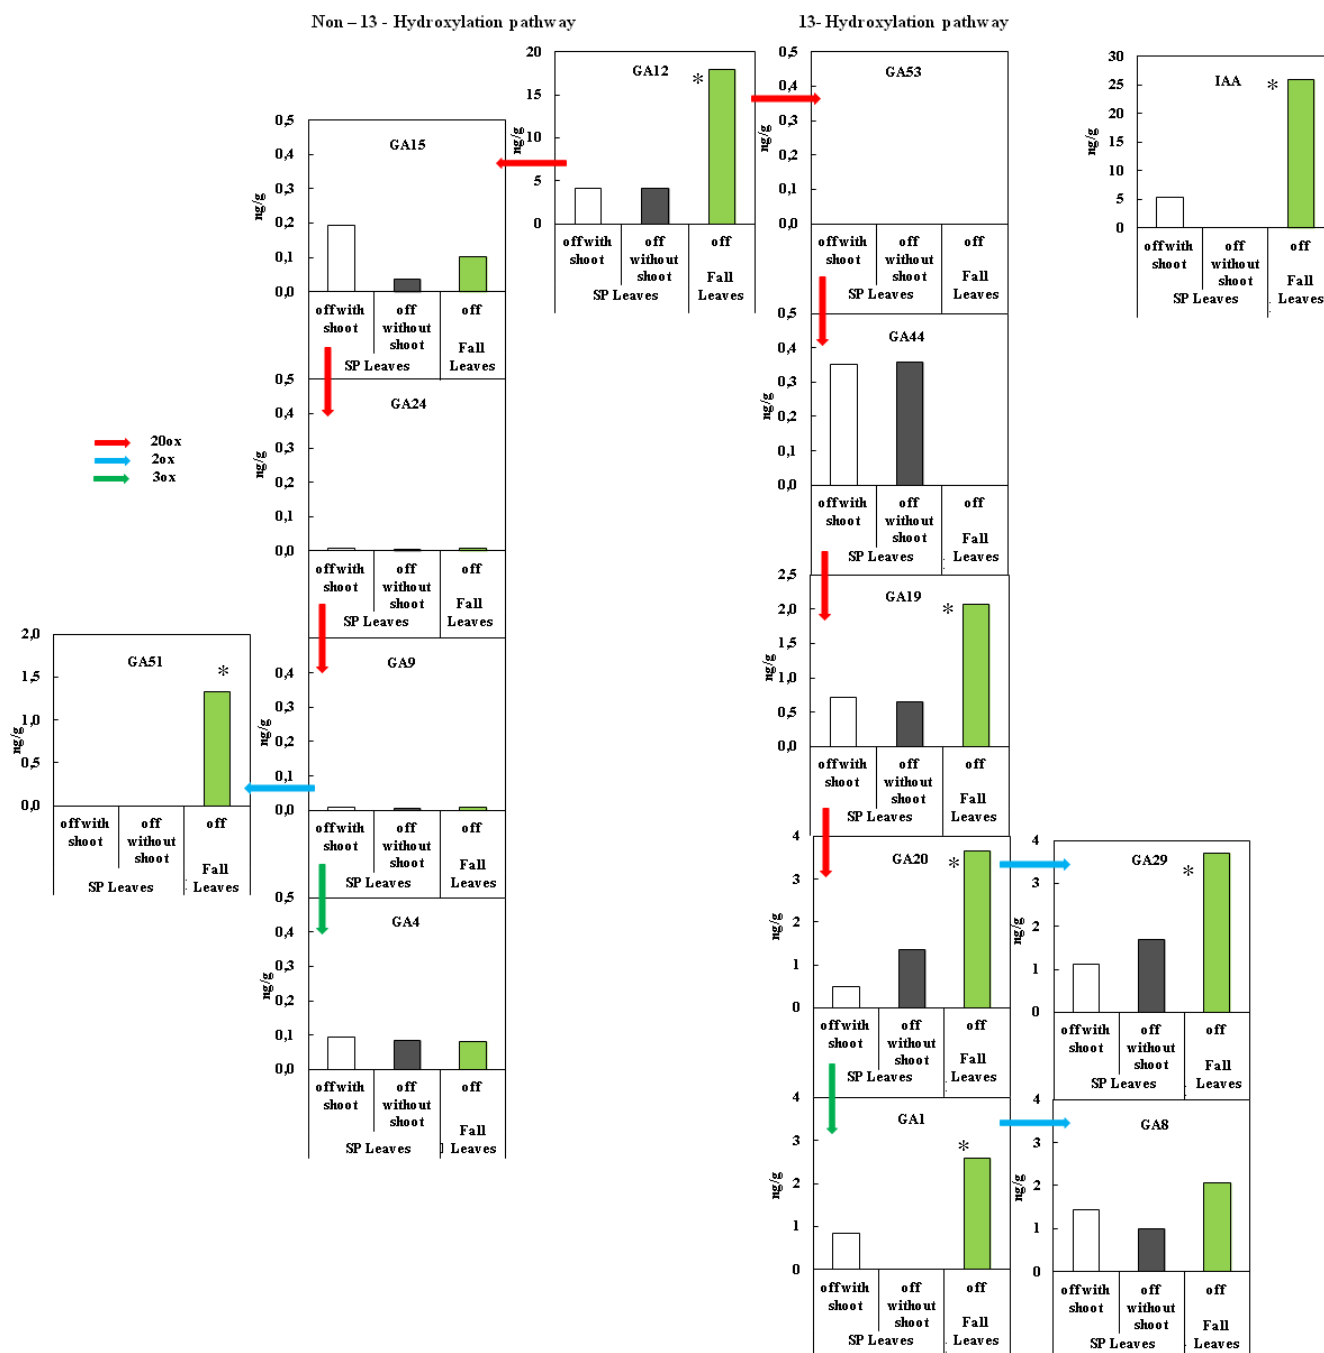 Non – 13 - Hydroxylation pathway
13- Hydroxylation pathway
GA12
ng/g
20
15
10
5
0
*
off with shoot
off without shoot
off
SP Leaves
Fall Leaves
GA53
ng/g
0,5
0,4
0,3
0,2
0,1
0,0
off with shoot
off without shoot
off
SP Leaves
Fall Leaves
IAA
ng/g
30
25
20
15
10
5
0
*
off with shoot
off without shoot
off
SP Leaves
Fall Leaves
GA15
ng/g
0,5
0,4
0,3
0,2
0,1
0,0
off with shoot
off without shoot
off
SP Leaves
Fall Leaves
GA44
ng/g
0,5
0,4
0,3
0,2
0,1
0,0
off with shoot
off without shoot
off
SP Leaves
Fall Leaves
GA24
ng/g
0,5
0,4
0,3
0,2
0,1
0,0
off with shoot
off without shoot
off
SP Leaves
Fall Leaves
20ox
2ox
3ox
GA19
ng/g
2,5
2,0
1,5
1,0
0,5
0,0
*
off with shoot
off without shoot
off
SP Leaves
Fall Leaves
GA51
ng/g
2,0
1,5
1,0
0,5
0,0
*
off with shoot
off without shoot
off
SP Leaves
Fall Leaves
GA9
ng/g
0,4
0,3
0,2
0,1
0,0
off with shoot
off without shoot
off
SP Leaves
Fall Leaves
GA20
ng/g
4
3
2
1
0
*
off with shoot
off without shoot
off
SP Leaves
Fall Leaves
GA29
ng/g
4
3
2
1
0
*
off with shoot
off without shoot
off
SP Leaves
Fall Leaves
GA4
ng/g
0,5
0,4
0,3
0,2
0,1
0,0
off with shoot
off without shoot
off
SP Leaves
Fall Leaves
GA1
ng/g
4
3
2
1
0
*
off with shoot
off without shoot
off
SP Leaves
Fall Leaves
GA8
ng/g
4
3
2
1
0
off with shoot
off without shoot
off
SP Leaves
Fall Leaves